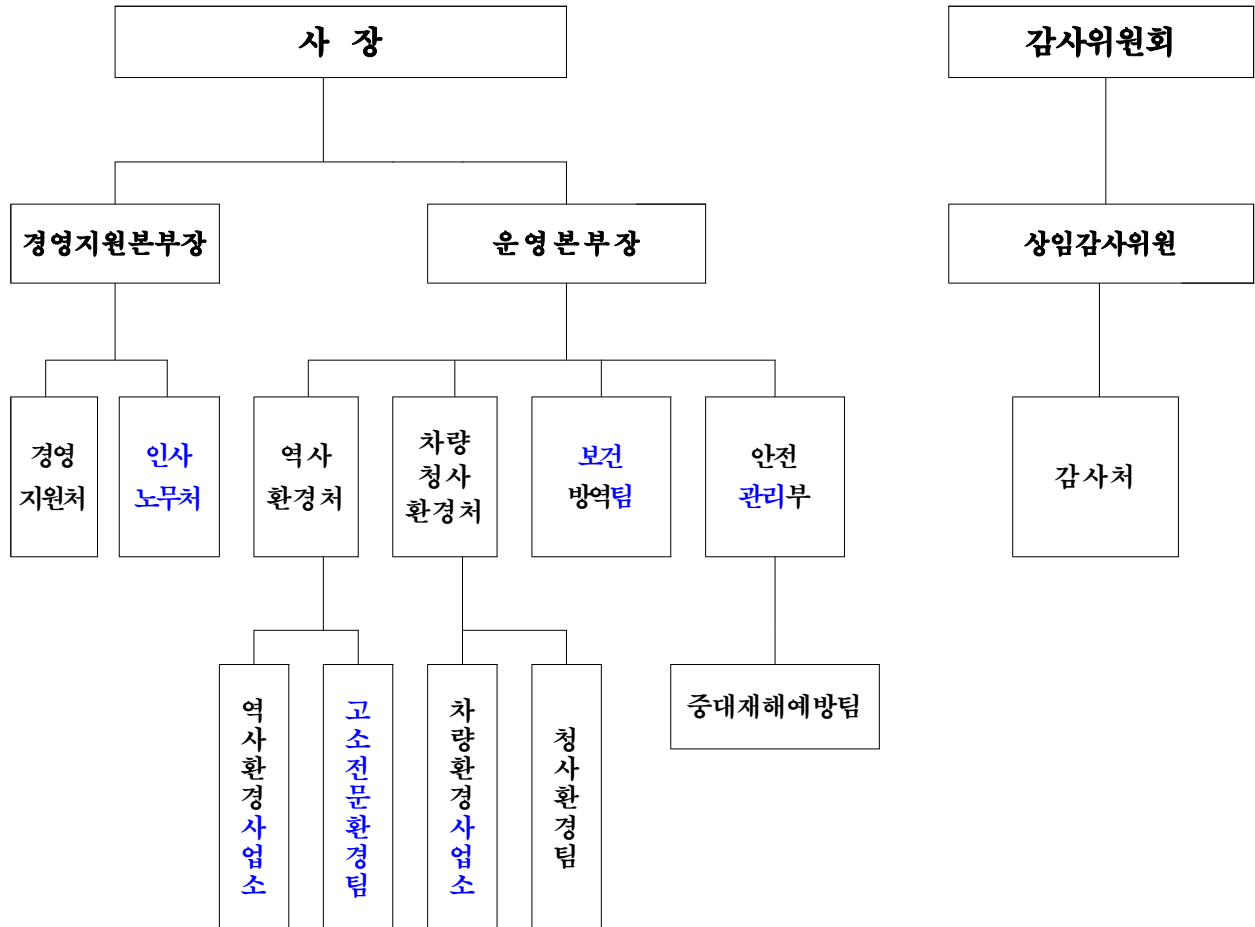 사 장
감사위원회
경영지원본부장
운영본부장
상임감사위원
경영
지원처
인사
노무처
역사
환경처
차량
청사
환경처
보건
방역팀
안전
관리부
감사처
역사환경사업소
고소전문환경팀
차량환경사업소
청사환경팀
중대재해예방팀